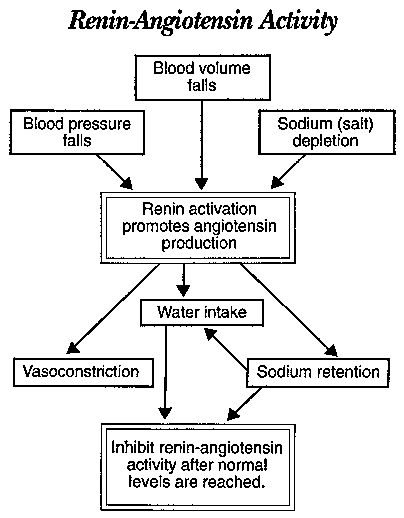 Renin-Angiotensin Activity
Blood volume
falls
Blood pressure
falls
Sodium (salt)
depletion
Renin activation
promotes angiotensin
production
Water intake
Vasoconstriction
Sodium retention
Inhibit renin-angiotensin
activity after normal
levels are reached.